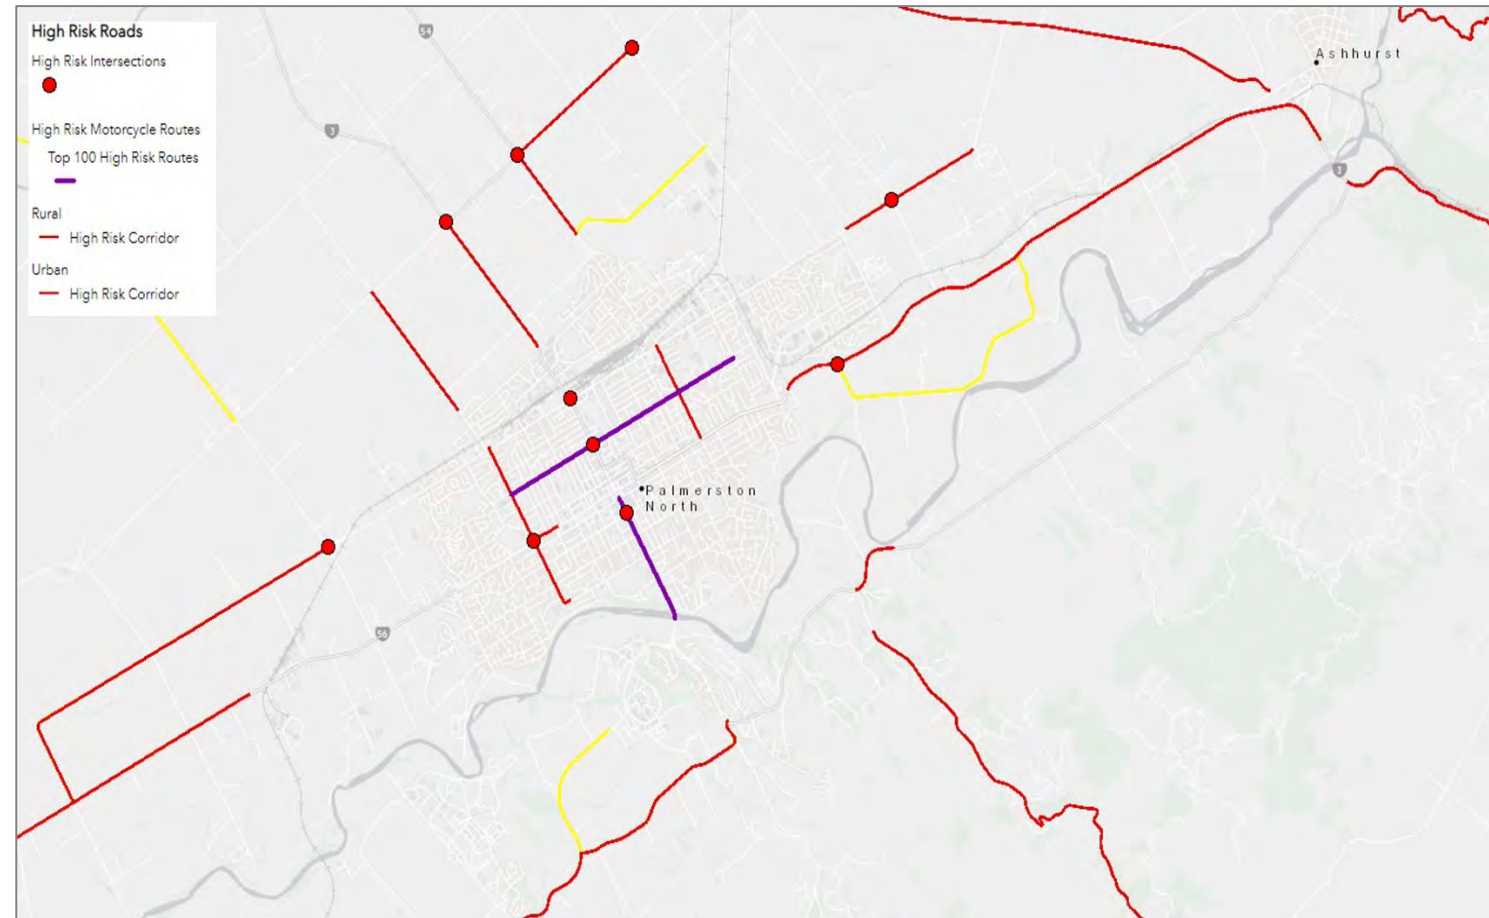 High Risk Roads
High Risk Intersections
High Risk Motorcycle Routes
Top 100 High Risk Routes
Rural
High Risk Corridor
Urban
High Risk Corridor
54
3
Ashhurst
3
Palmerston
North
56